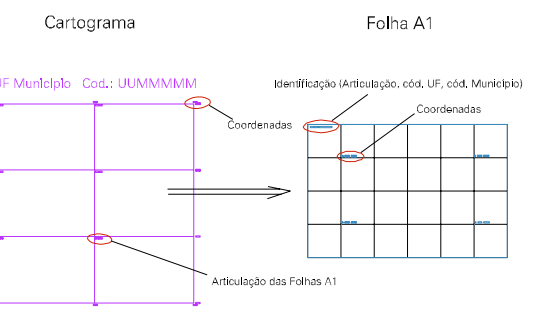 Cartograma
Folha A1
UF Município Cod.: UUMMMMM
Identificação (Articulação, cód, UF, cód, Município)
Coordenadas
Coordenadas
Articulação das Folhas A1